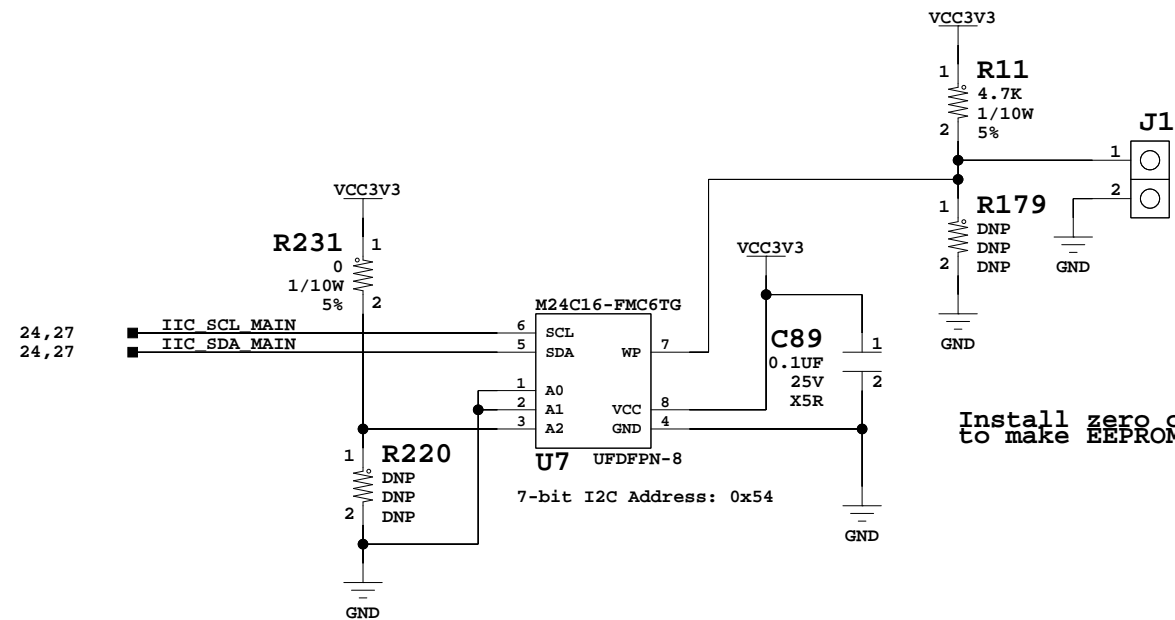 VCC3V3
1 R11
4.7K
1/10W
2 5%
J1
1
2
1 R179
DNP
DNP
2 DNP
GND
GND
VCC3V3
R231 1
0
1/10W
5% 2
VCC3V3
M24C16-FMC6TG
24,27 IIC_SCL_MAIN 6 SCL
24,27 IIC_SDA_MAIN 5 SDA WP 7
1 A0
2 A1 VCC 8
3 A2 GND 4
U7 UFDFPN-8
7-bit I2C Address: 0x54
C89 1
0.1UF
25V 2
X5R
GND
1 R220
DNP
DNP
2 DNP
GND
Install zero
to make EEPROM